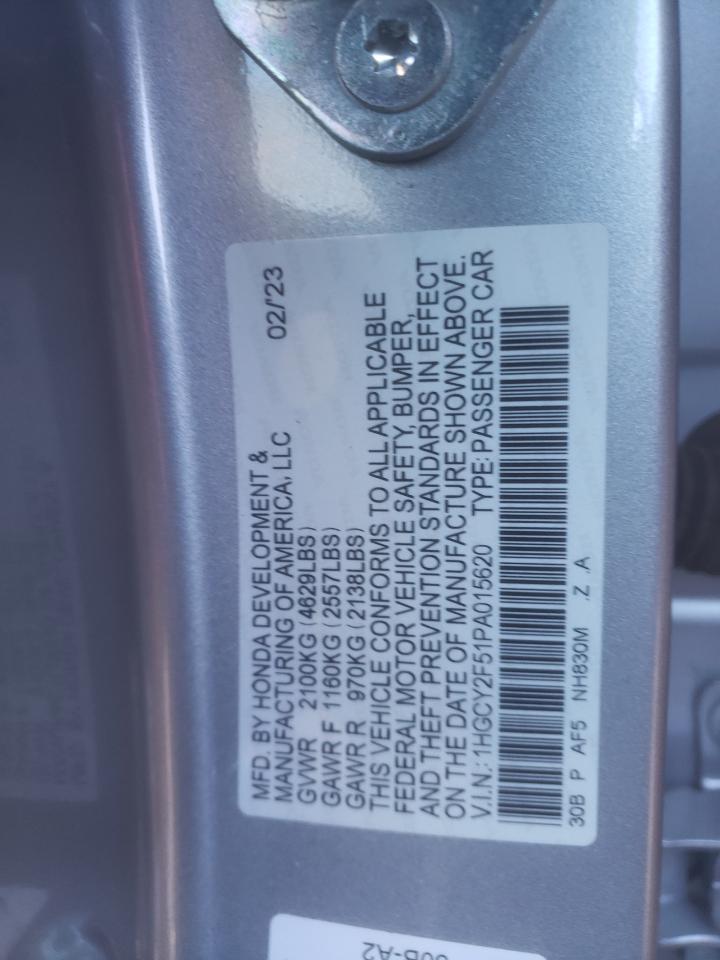 MFD. BY HONDA DEVELOPMENT &
MANUFACTURING OF AMERICA, LLC 02/'23
GVWR 2100KG (4629LBS)
GAWR F 1160KG (2557LBS)
GAWR R 970KG (2138LBS)
THIS VEHICLE CONFORMS TO ALL APPLICABLE
FEDERAL MOTOR VEHICLE SAFETY, BUMPER,
AND THEFT PREVENTION STANDARDS IN EFFECT
ON THE DATE OF MANUFACTURE SHOWN ABOVE.
V.I.N.: 1HGCY2F51PA015620 TYPE: PASSENGER CAR
30B P AF5 NH830M .Z .A